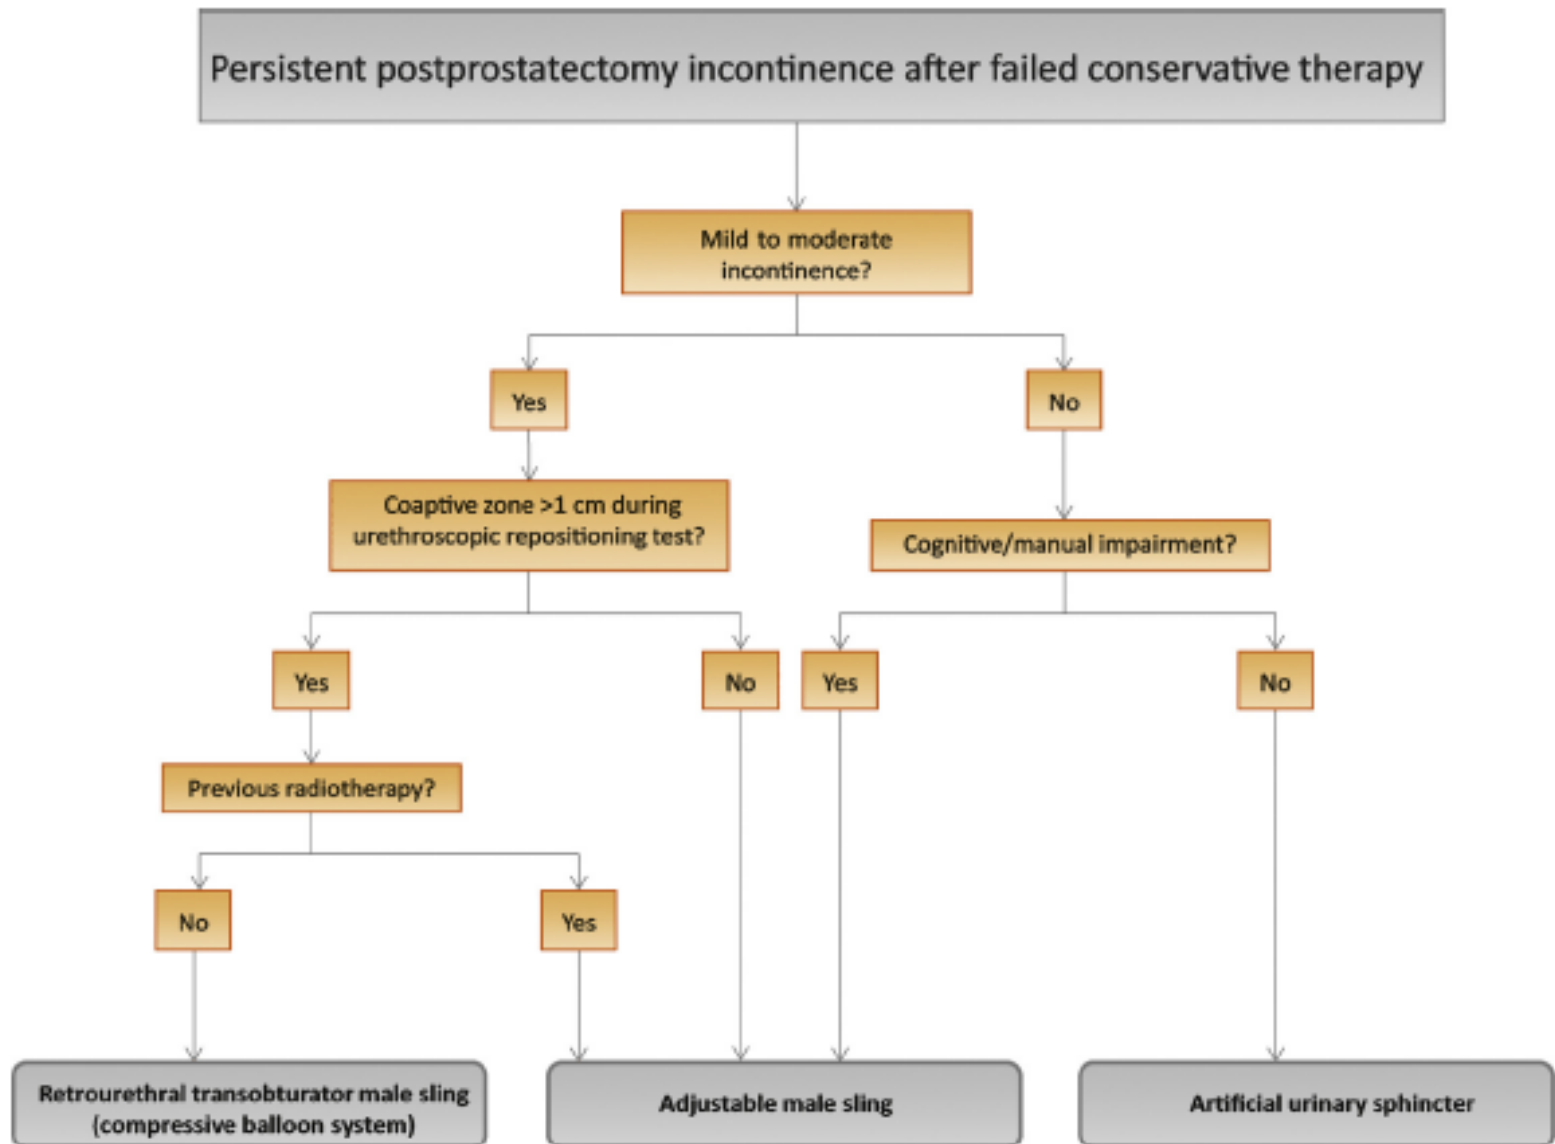 Persistent postprostatectomy incontinence after failed conservative therapy
Mild to moderate
incontinence?
Yes
No
Coaptive zone >1 cm during
urethroscopic repositioning test?
Cognitive/manual impairment?
Yes
No
Yes
No
Previous radiotherapy?
No
Yes
Retrourethral transobturator male sling
(compressive balloon system)
Adjustable male sling
Artificial urinary sphincter